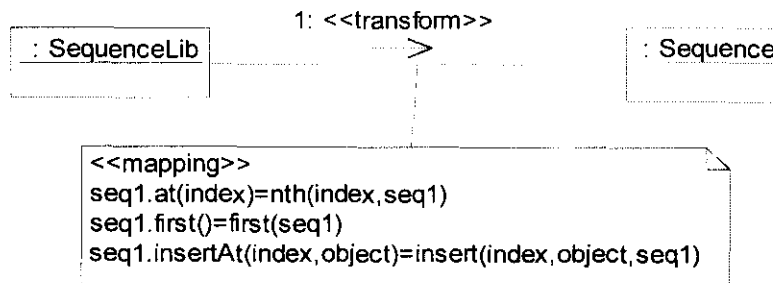 1: <<transform>>
: SequenceLib
: Sequence
<<mapping>>
seq1.at(index)=nth(index,seq1)
seq1.first()=first(seq1)
seq1.insertAt(index,object)=insert(index,object,seq1)